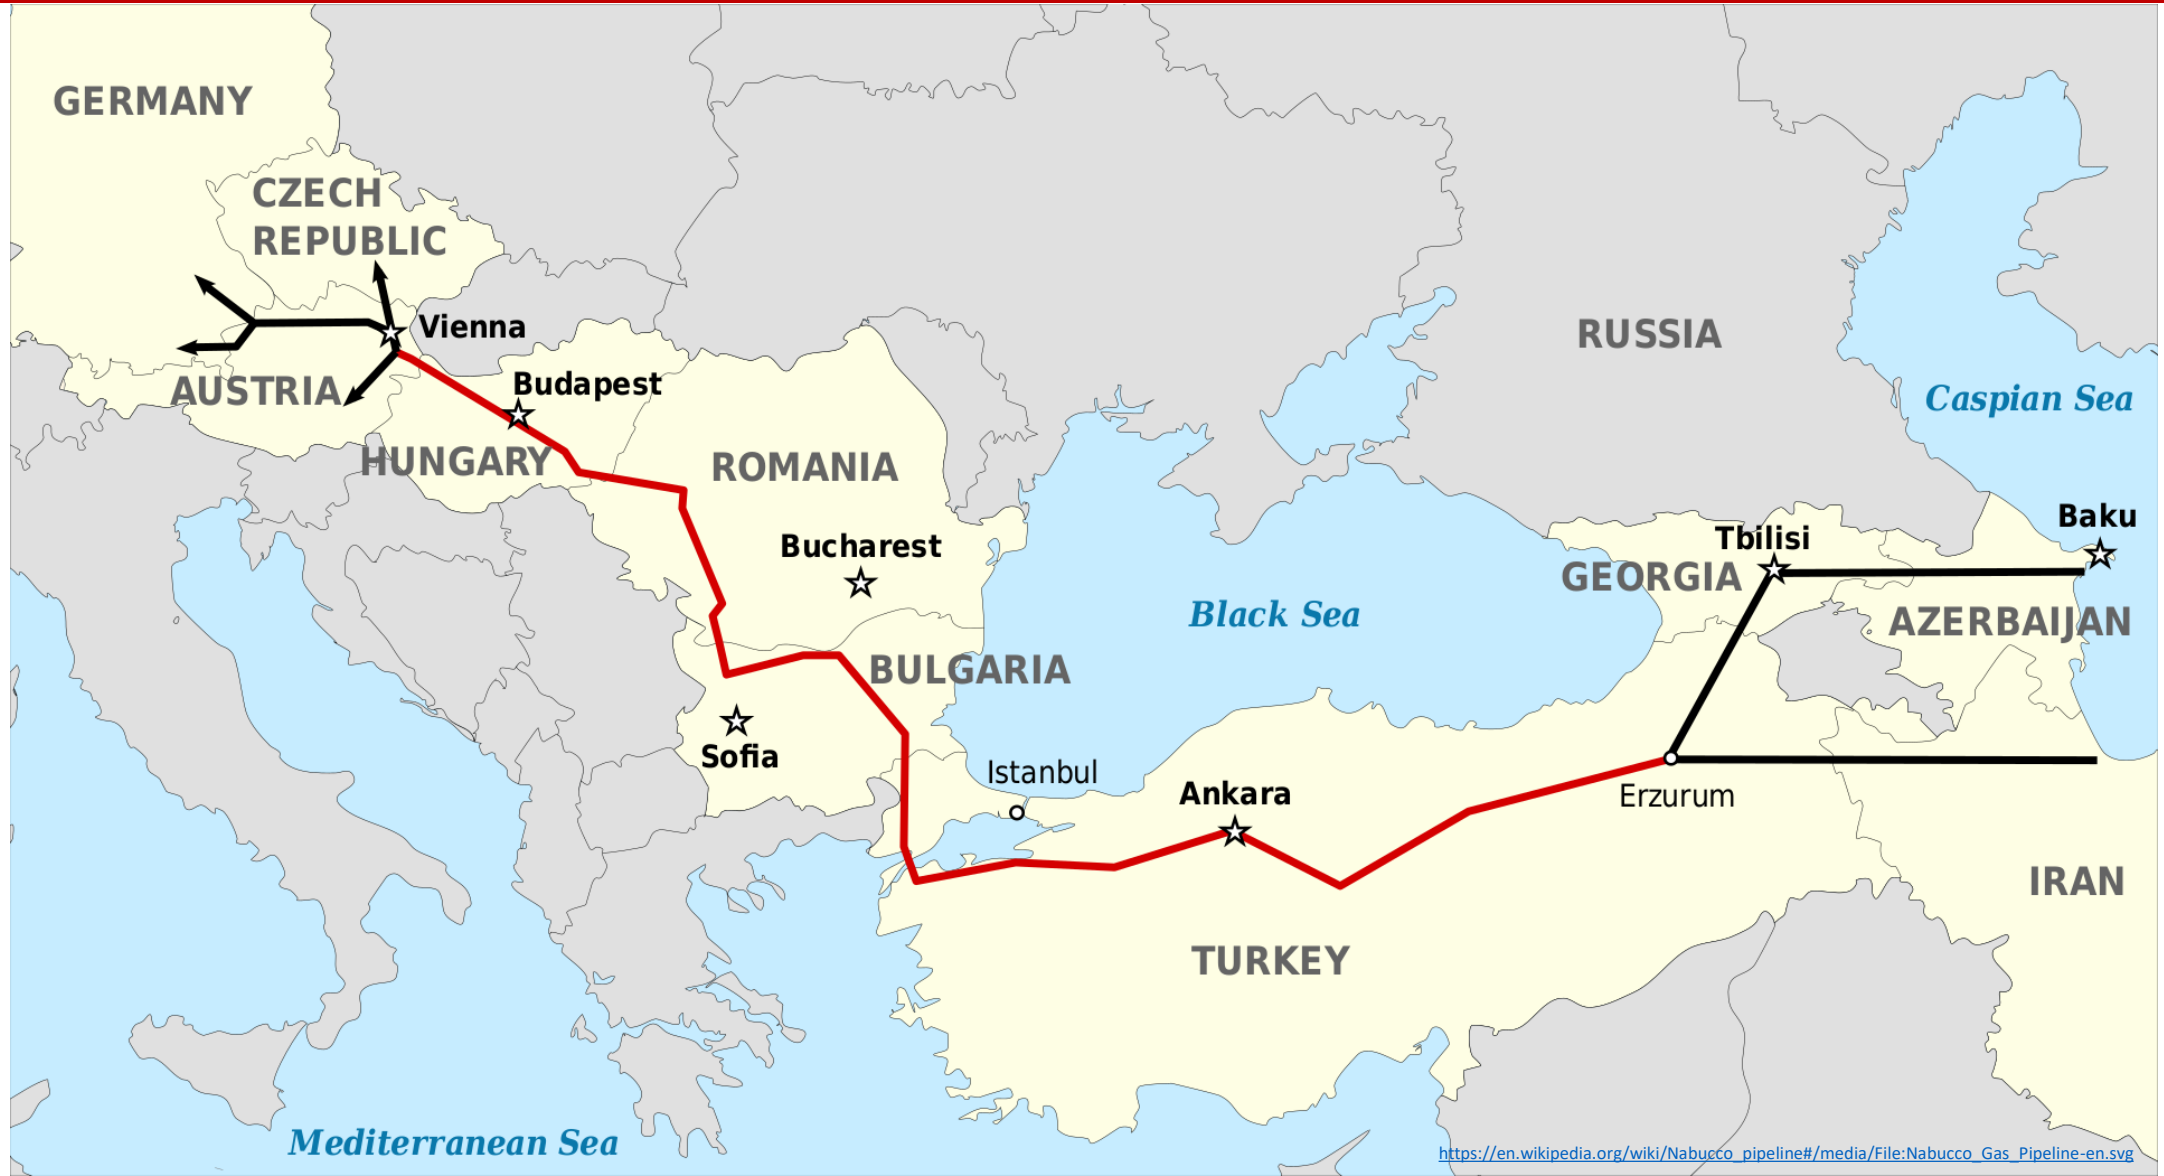 GERMANY
CZECH
REPUBLIC
Vienna
RUSSIA
Budapest
AUSTRIA
Caspian Sea
HUNGARY
ROMANIA
Baku
Tbilisi
Bucharest
GEORGIA
Black Sea
AZERBAIJAN
BULGARIA
Sofia
Istanbul
Ankara
Erzurum
IRAN
TURKEY
Mediterranean Sea
https://en.wikipedia.org/wiki/Nabucco_pipeline#/media/File:Nabucco_Gas_Pipeline-en.svg